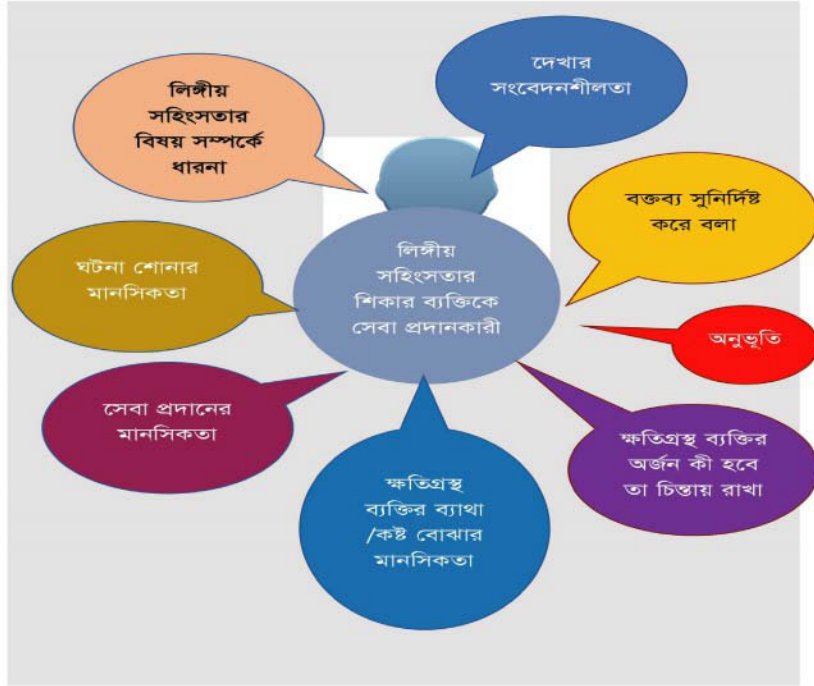 লিঙ্গীয়
সহিংসতার
বিষয় সম্পর্কে
ধারনা
দেখার
সংবেদনশীলতা
বক্তব্য সুনির্দিষ্ট
করে বলা
ঘটনা শোনার
মানসিকতা
লিঙ্গীয়
সহিংসতার
শিকার ব্যক্তিকে
সেবা প্রদানকারী
অনুভূতি
সেবা প্রদানের
মানসিকতা
ক্ষতিগ্রস্থ
ব্যক্তির ব্যাথা
/কষ্ট বোঝার
মানসিকতা
ক্ষতিগ্রস্থ ব্যক্তির
অর্জন কী হবে
তা চিন্তায় রাখা